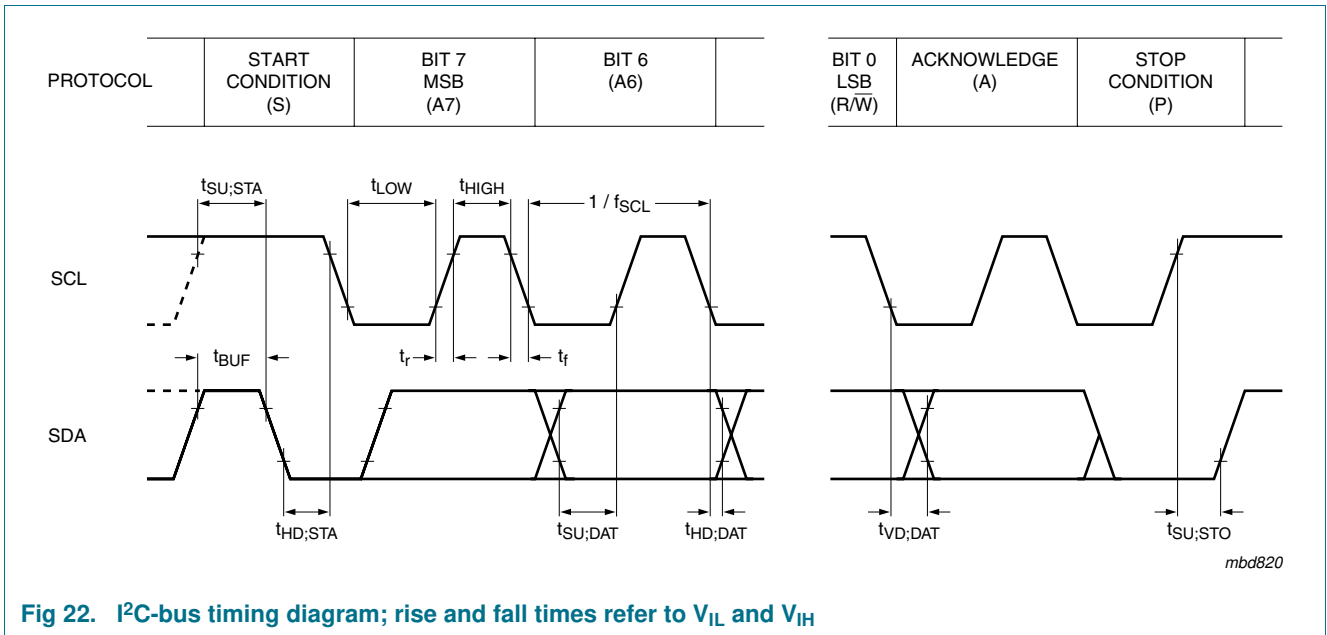 PROTOCOL
START
CONDITION
(S)
BIT 7
MSB
(A7)
BIT 6
(A6)
BIT 0
LSB
(R/W̅)
ACKNOWLEDGE
(A)
STOP
CONDITION
(P)
tSU;STA
tLOW
tHIGH
1 / fSCL
SCL
tBUF
tr
tf
SDA
tHD;STA
tSU;DAT
tHD;DAT
tVD;DAT
tSU;STO
mbd820
Fig 22. I²C-bus timing diagram; rise and fall times refer to VIL and VIH